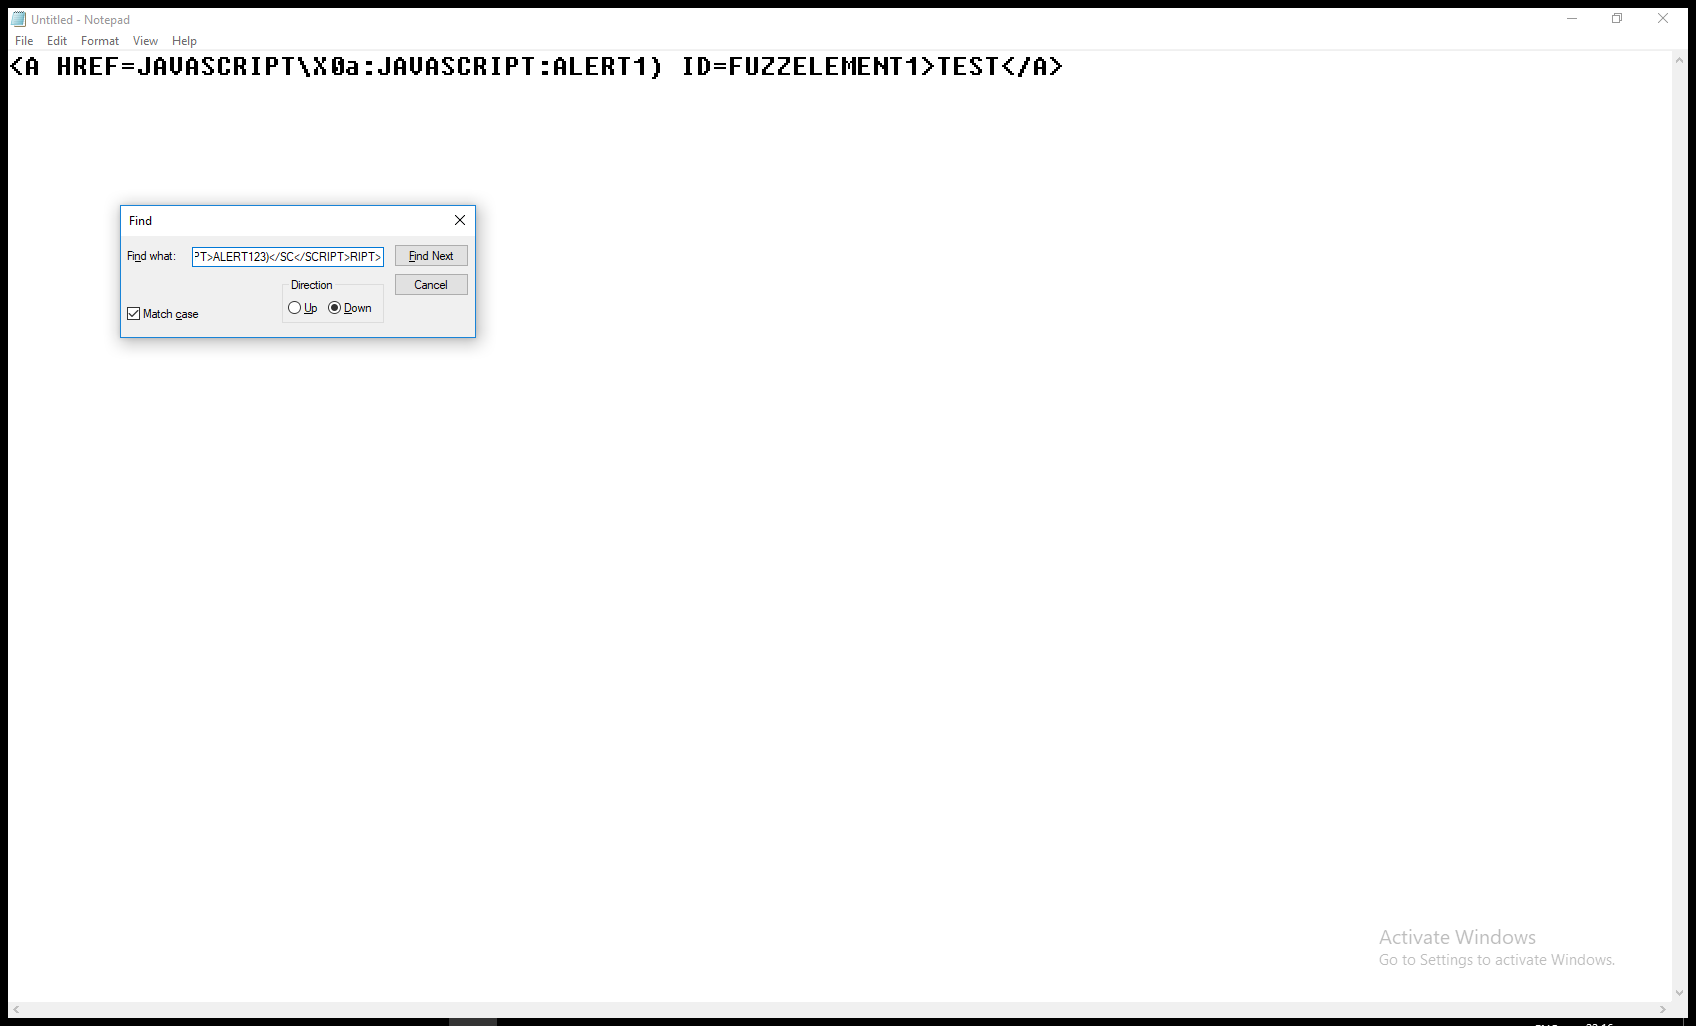 Untitled - Notepad
File Edit Format View Help
<A HREF=JAVASCRIPT\X0a:JAVASCRIPT:ALERT1) ID=FUZZELEMENT1>TEST</A>
Find
Find what: PT>ALERT123)</SC</SCRIPT>RIPT> Find Next
Direction Cancel
Up Down
Match case
Activate Windows
Go to Settings to activate Windows.